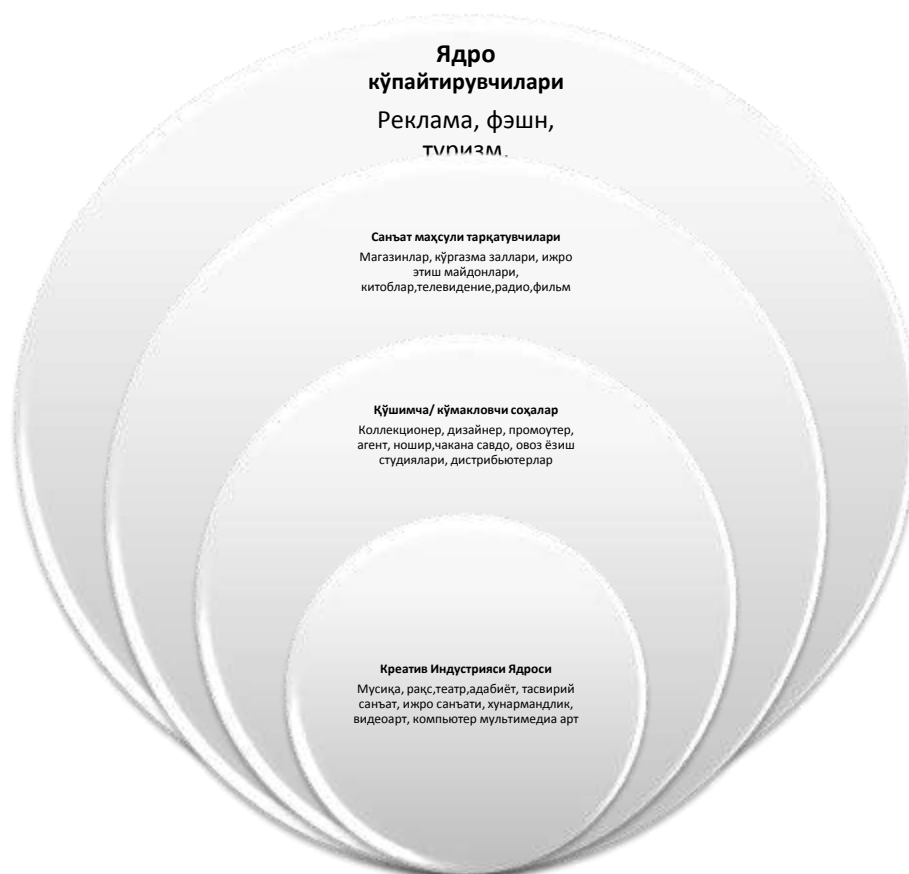 Ядро
кўпайтирувчилари
Реклама, фэшн,
туризм,
Санъат маҳсули тарқатувчилари
Магазинлар, кўргазма заллари, ижро
этиш майдонлари,
китоблар,телевидение,радио,фильм
Қўшимча/ кўмакловчи соҳалар
Коллекционер, дизайнер, промоутер,
агент, ношир,чакана савдо, овоз ёзиш
студиялари, дистрибьютерлар
Креатив Индустрияси Ядроси
Мусиқа, рақс,театр,адабиёт, тасвирий
санъат, ижро санъати, хунармандлик,
видеоарт, компьютер мультимедиа арт